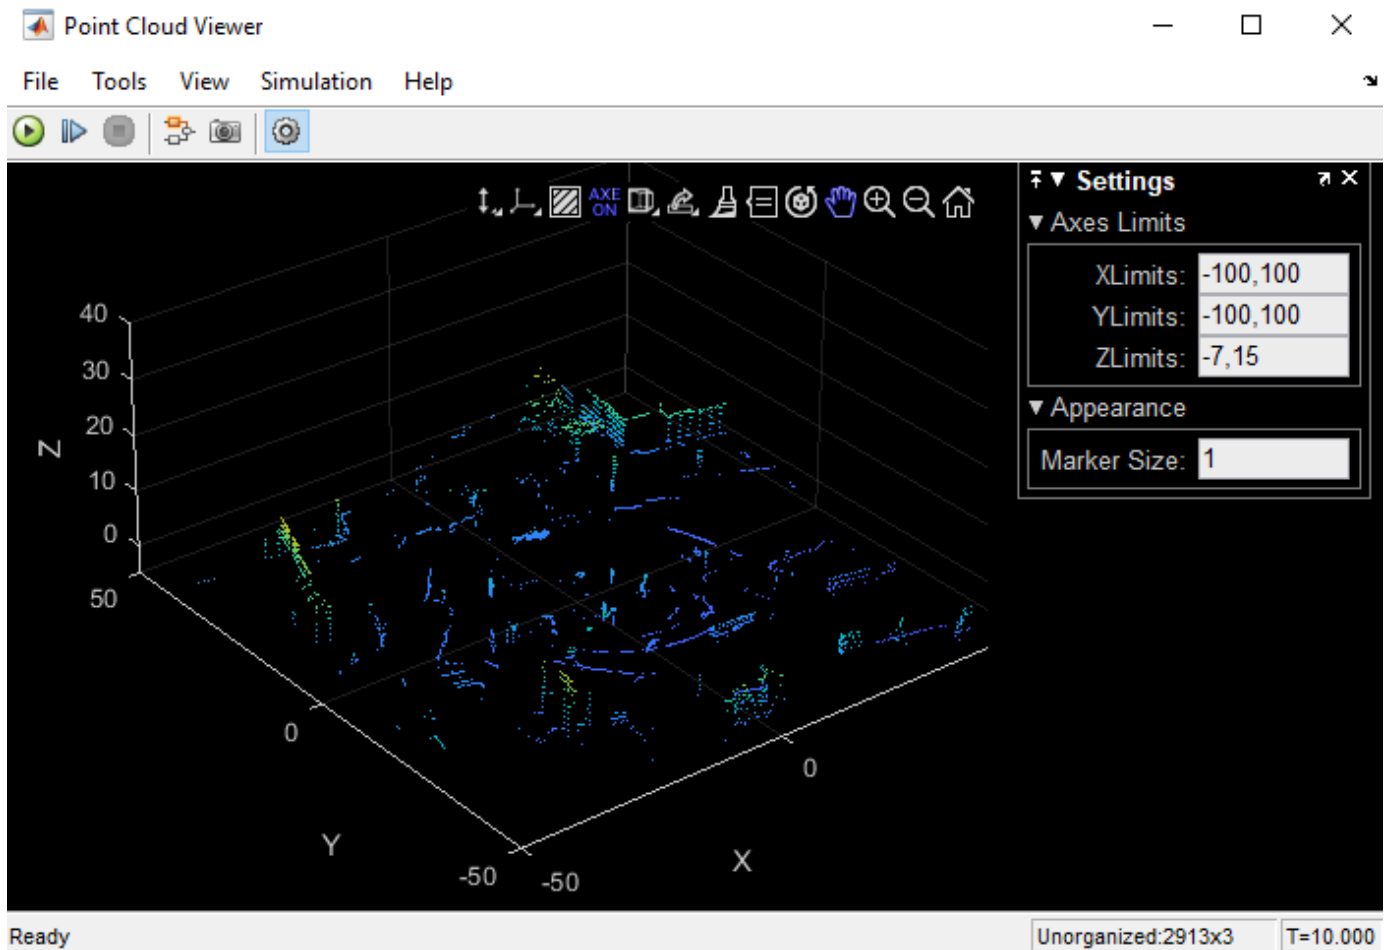 Point Cloud Viewer
File Tools View Simulation Help
AXE
ON
Settings
Axes Limits
XLimits: -100,100
YLimits: -100,100
ZLimits: -7,15
Appearance
Marker Size: 1
40
30
20
10
0
Z
50
0
-50
Y
-50
0
X
Ready
Unorganized:2913x3
T=10.000